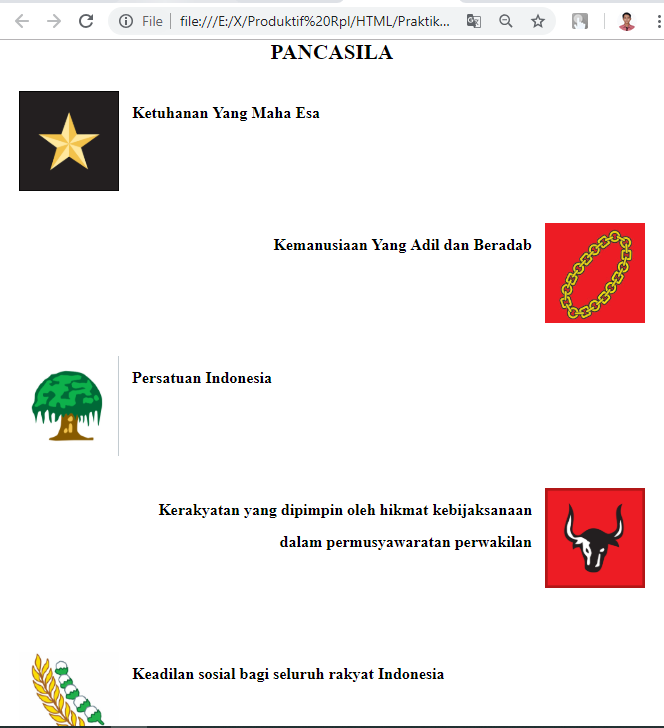 File
file:///E:/X/Produktif%20Rpl/HTML/Praktik...
PANCASILA
Ketuhanan Yang Maha Esa
Kemanusiaan Yang Adil dan Beradab
Persatuan Indonesia
Kerakyatan yang dipimpin oleh hikmat kebijaksanaan
dalam permusyawaratan perwakilan
Keadilan sosial bagi seluruh rakyat Indonesia